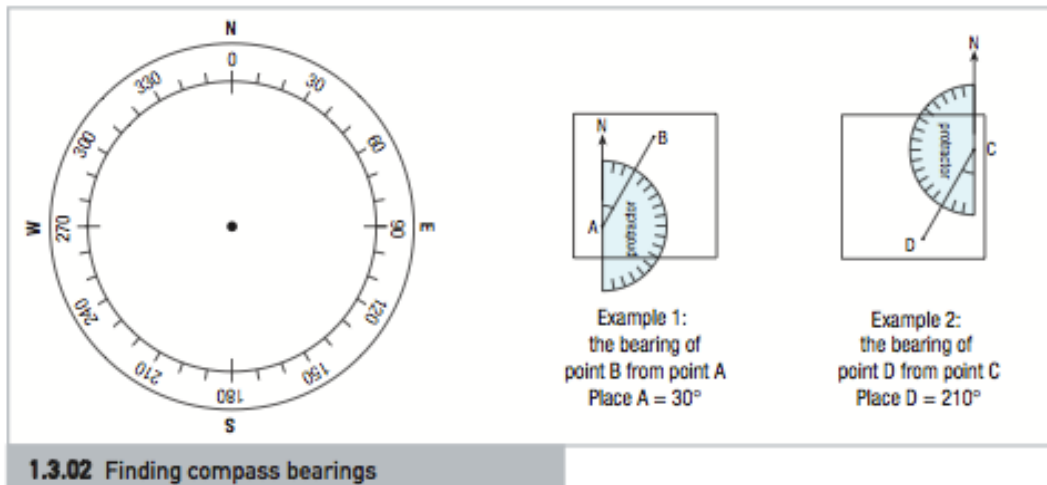 N
0
30
60
90
E
120
150
180
S
210
240
270
W
300
330
N
B
A
protractor
Example 1:
the bearing of
point B from point A
Place A = 30°
N
C
protractor
D
Example 2:
the bearing of
point D from point C
Place D = 210°
1.3.02 Finding compass bearings